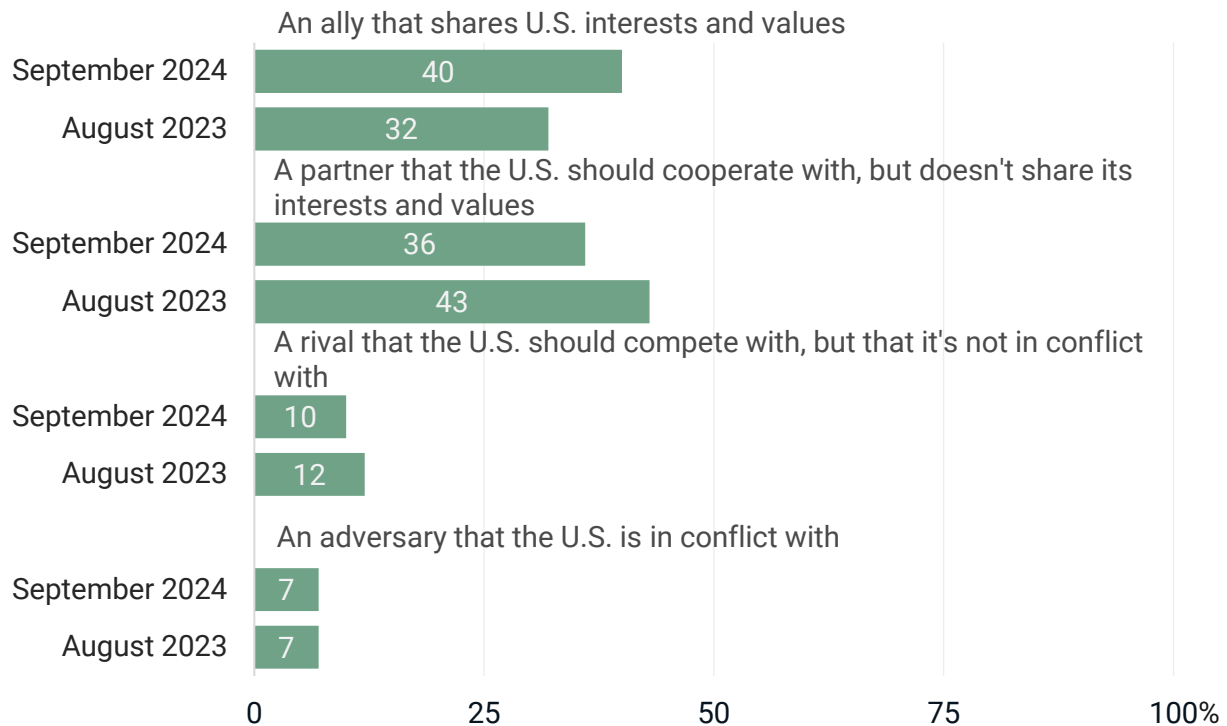 An ally that shares U.S. interests and values
September 2024
40
August 2023
32
A partner that the U.S. should cooperate with, but doesn't share its
interests and values
September 2024
36
August 2023
43
A rival that the U.S. should compete with, but that it's not in conflict
with
September 2024
10
August 2023
12
An adversary that the U.S. is in conflict with
September 2024
7
August 2023
7
0 25 50 75 100%